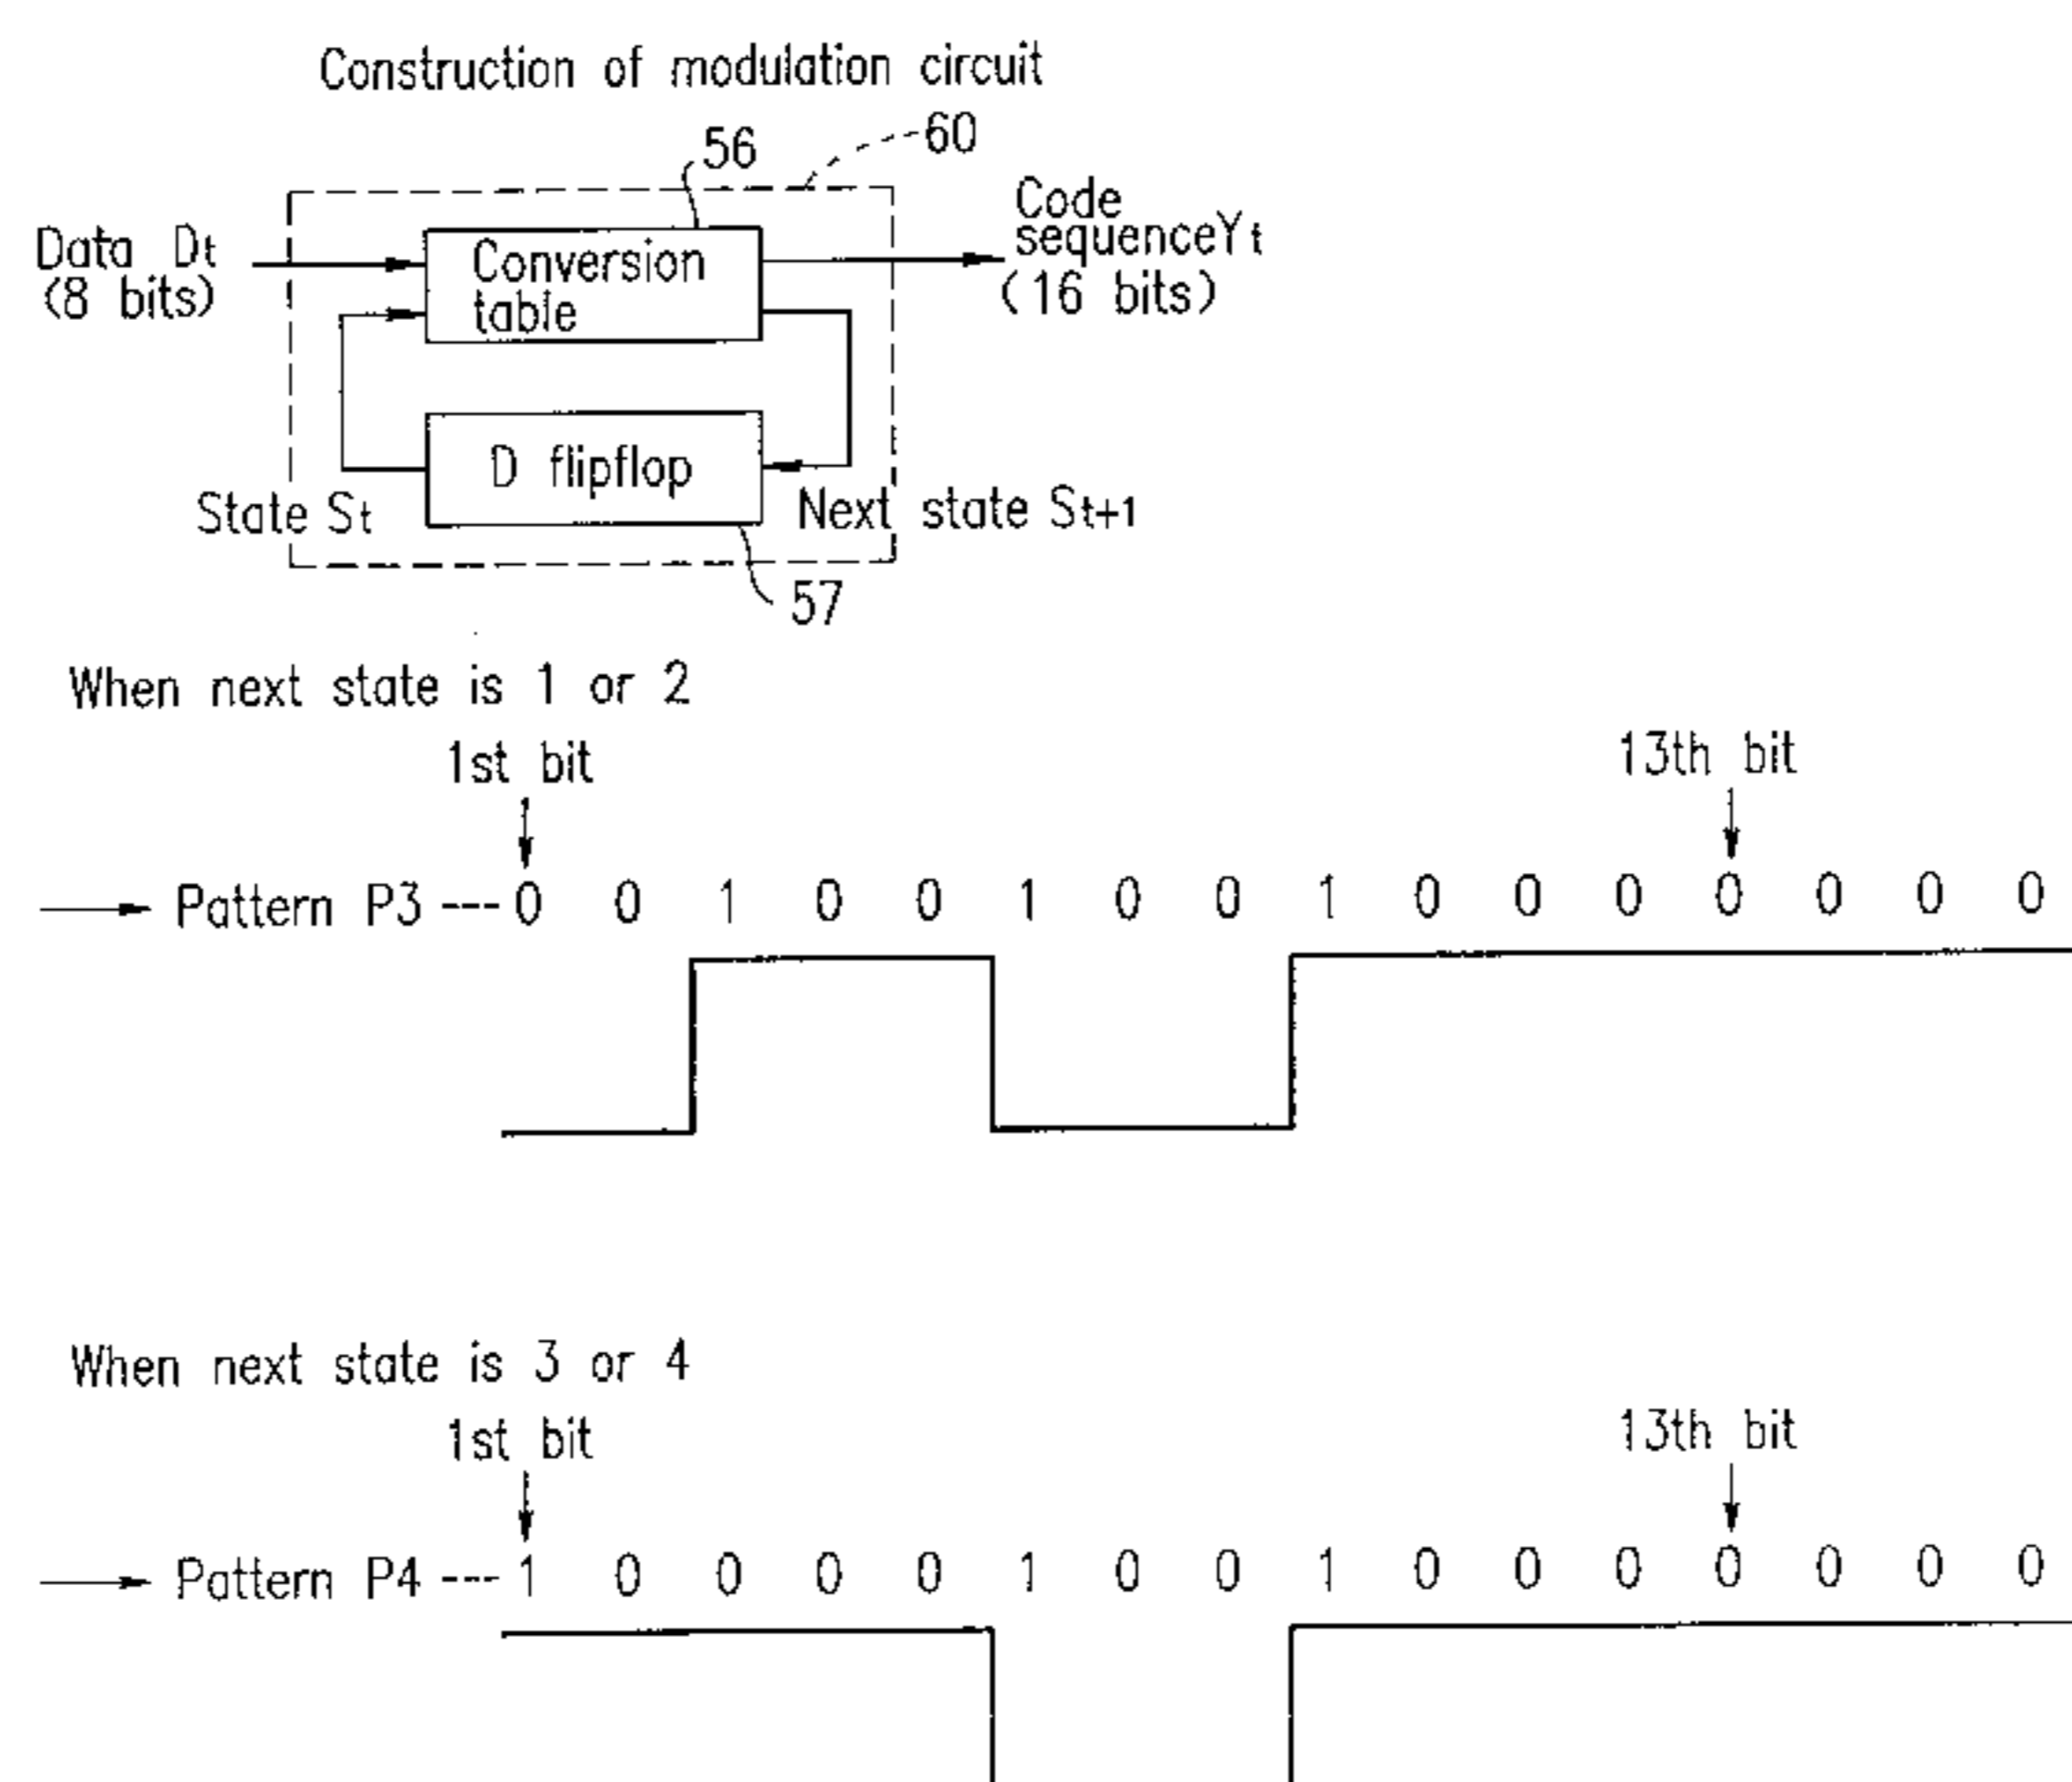 Construction of modulation circuit
56
60
Data Dt
(8 bits)
Conversion
table
Code
sequenceYt
(16 bits)
D flipflop
State St
Next state St+1
57
When next state is 1 or 2
1st bit
13th bit
Pattern P3 --- 0 0 1 0 0 1 0 0 1 0 0 0 0 0 0 0
When next state is 3 or 4
1st bit
13th bit
Pattern P4 --- 1 0 0 0 0 1 0 0 1 0 0 0 0 0 0 0